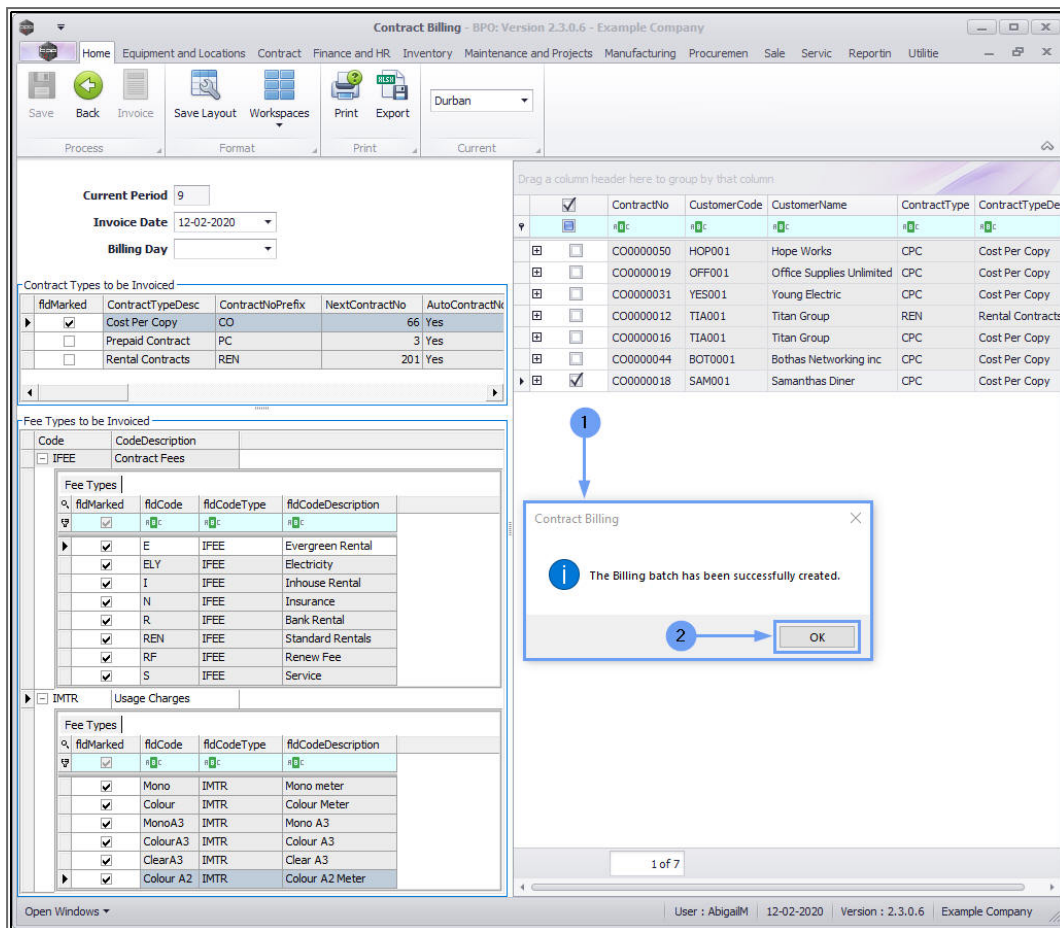 Contract Billing - BPO: Version 2.3.0.6 - Example Company
Home Equipment and Locations Contract Finance and HR Inventory Maintenance and Projects Manufacturing Procuremen Sale Servic Reportin Utilitie
Save Back Invoice Save Layout Workspaces Print Export Durban
Process Format Print Current
Current Period 9
Invoice Date 12-02-2020
Billing Day
Contract Types to be Invoiced
fldMarked ContractTypeDesc ContractNoPrefix NextContractNo AutoContractNo
Cost Per Copy CO 66 Yes
Prepaid Contract PC 3 Yes
Rental Contracts REN 201 Yes
Fee Types to be Invoiced
Code CodeDescription
IFEE Contract Fees
Fee Types
fldMarked fldCode fldCodeType fldCodeDescription
E IFEE Evergreen Rental
ELY IFEE Electricity
I IFEE Inhouse Rental
N IFEE Insurance
R IFEE Bank Rental
REN IFEE Standard Rentals
RF IFEE Renew Fee
S IFEE Service
IMTR Usage Charges
Fee Types
fldMarked fldCode fldCodeType fldCodeDescription
Mono IMTR Mono meter
Colour IMTR Colour Meter
MonoA3 IMTR Mono A3
ColourA3 IMTR Colour A3
ClearA3 IMTR Clear A3
Colour A2 IMTR Colour A2 Meter
Drag a column header here to group by that column
ContractNo CustomerCode CustomerName ContractType ContractTypeDe
CO0000050 HOP001 Hope Works CPC Cost Per Copy
CO0000019 OFF001 Office Supplies Unlimited CPC Cost Per Copy
CO0000031 YES001 Young Electric CPC Cost Per Copy
CO0000012 TIA001 Titan Group REN Rental Contracts
CO0000016 TIA001 Titan Group CPC Cost Per Copy
CO0000044 BOT0001 Bothas Networking inc CPC Cost Per Copy
CO0000018 SAM001 Samanthas Diner CPC Cost Per Copy
1
Contract Billing
The Billing batch has been successfully created.
2 OK
1 of 7
Open Windows User : AbigailM 12-02-2020 Version : 2.3.0.6 Example Company